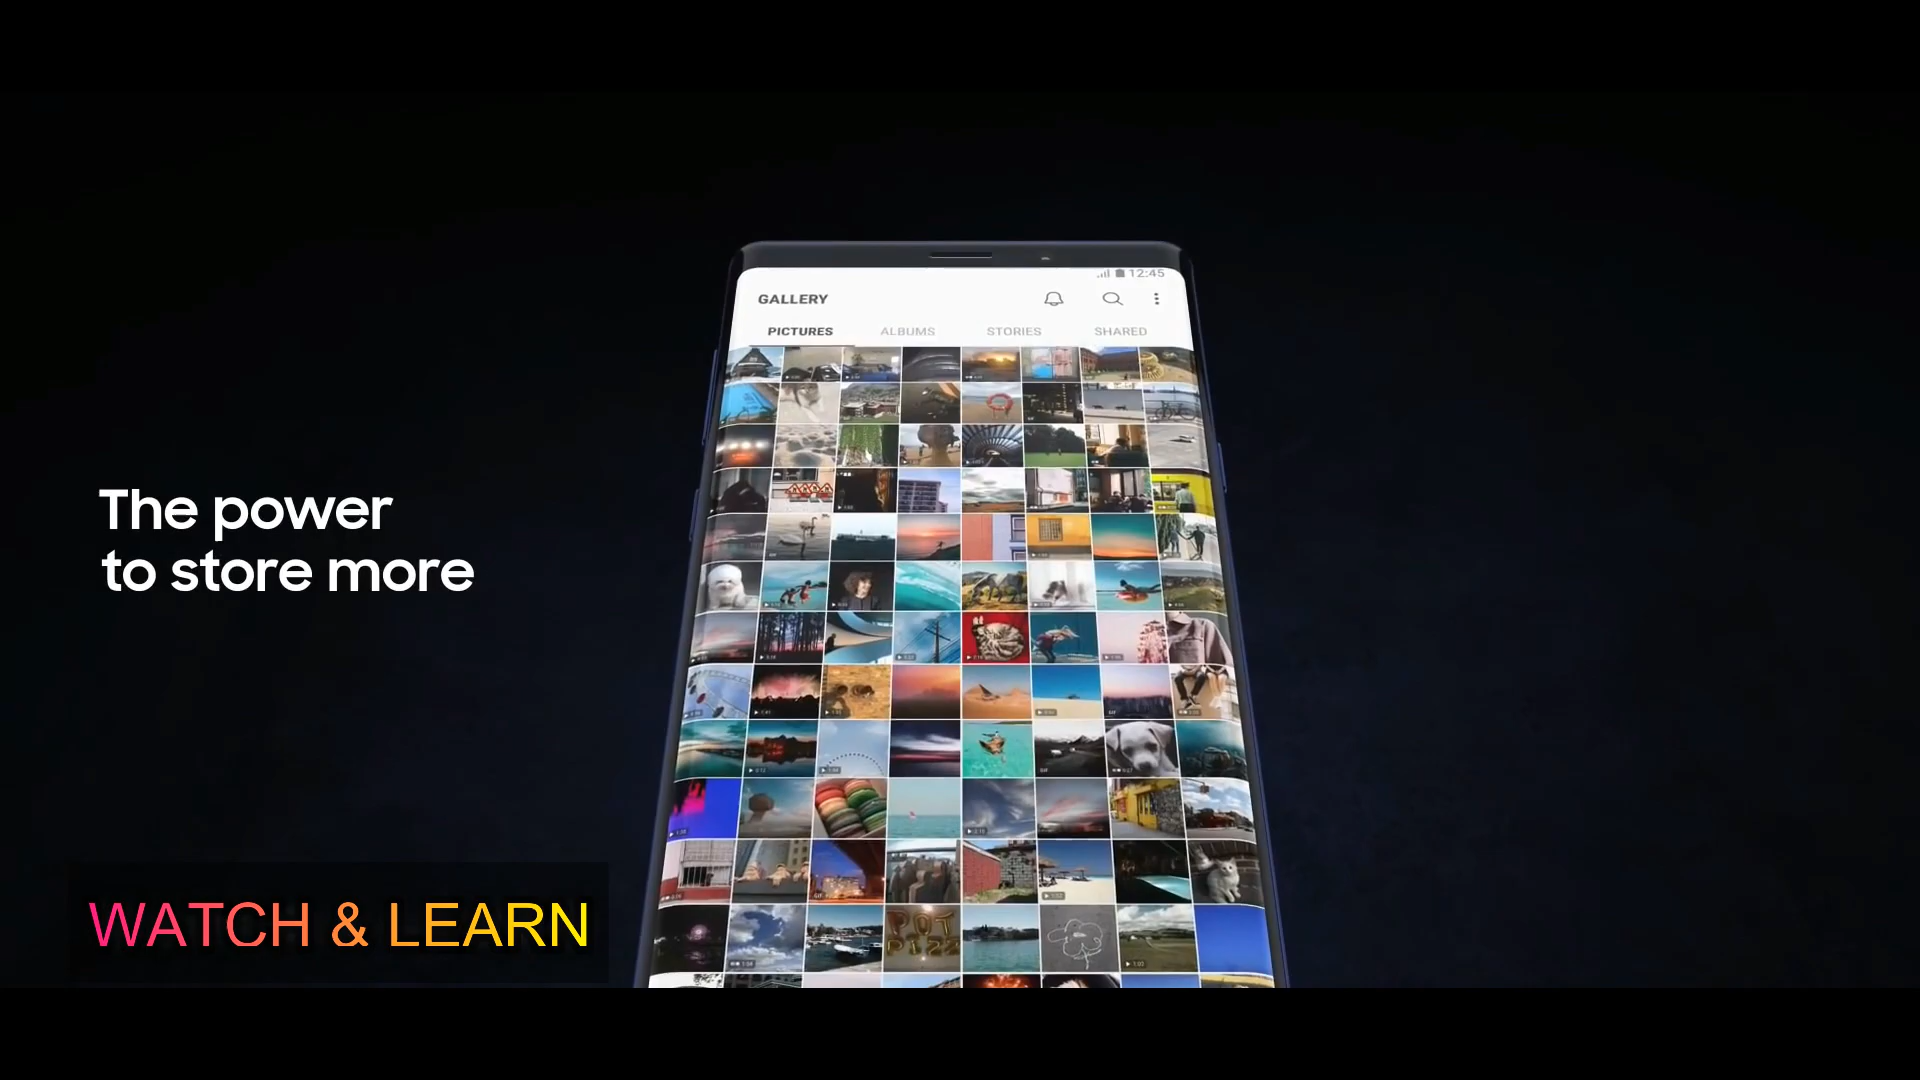 12:45
GALLERY
PICTURES ALBUMS STORIES SHARED
The power
to store more
WATCH & LEARN